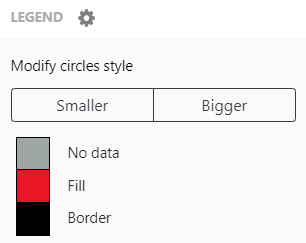 LEGEND
Modify circles style
Smaller Bigger
No data
Fill
Border